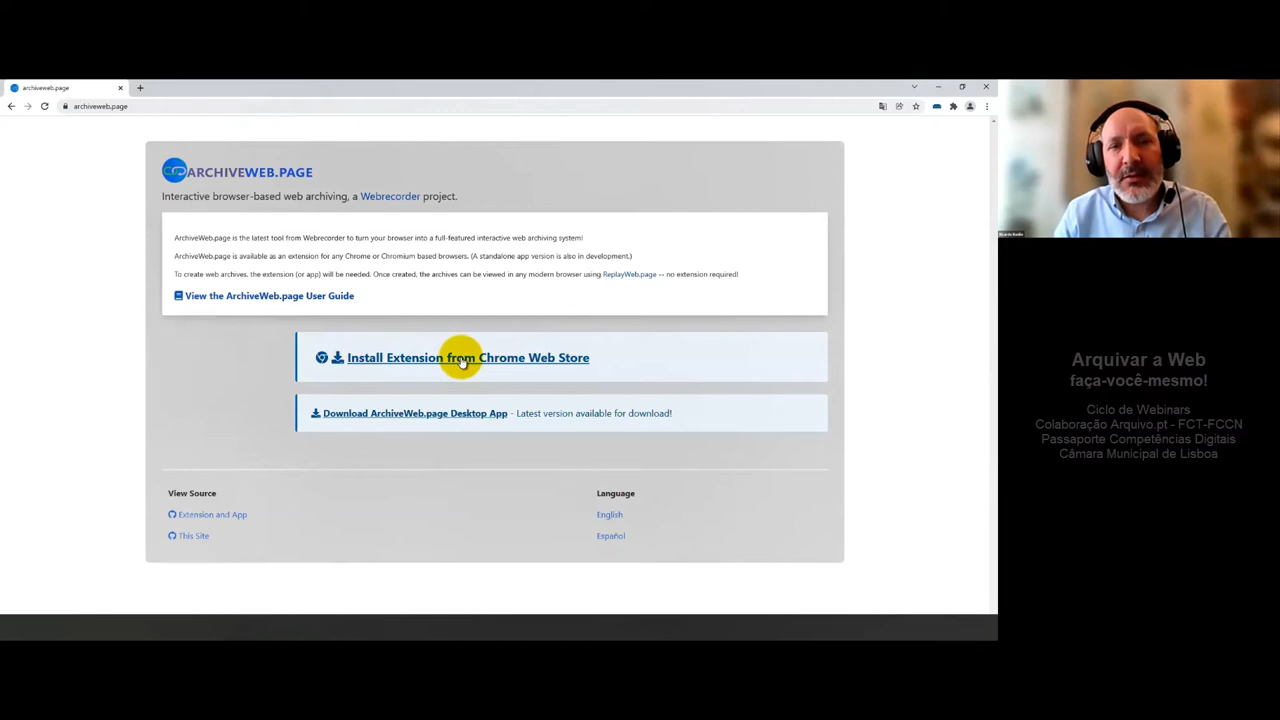 archiveweb.page
archiveweb.page
ARCHIVEWEB.PAGE
Interactive browser-based web archiving, a Webrecorder project.
ArchiveWeb.page is the latest tool from Webrecorder to turn your browser into a full-featured interactive web archiving system!
ArchiveWeb.page is available as an extension for any Chrome or Chromium based browsers. (A standalone app version is also in development.)
To create web archives, the extension (or app) will be needed. Once created, the archives can be viewed in any modern browser using ReplayWeb.page -- no extension required!
View the ArchiveWeb.page User Guide
Install Extension from Chrome Web Store
Download ArchiveWeb.page Desktop App - Latest version available for download!
View Source
Extension and App
This Site
Language
English
Español
Arquivar a Web
faça-você-mesmo!
Ciclo de Webinars
Colaboração Arquivo.pt - FCT-FCCN
Passaporte Competências Digitais
Câmara Municipal de Lisboa